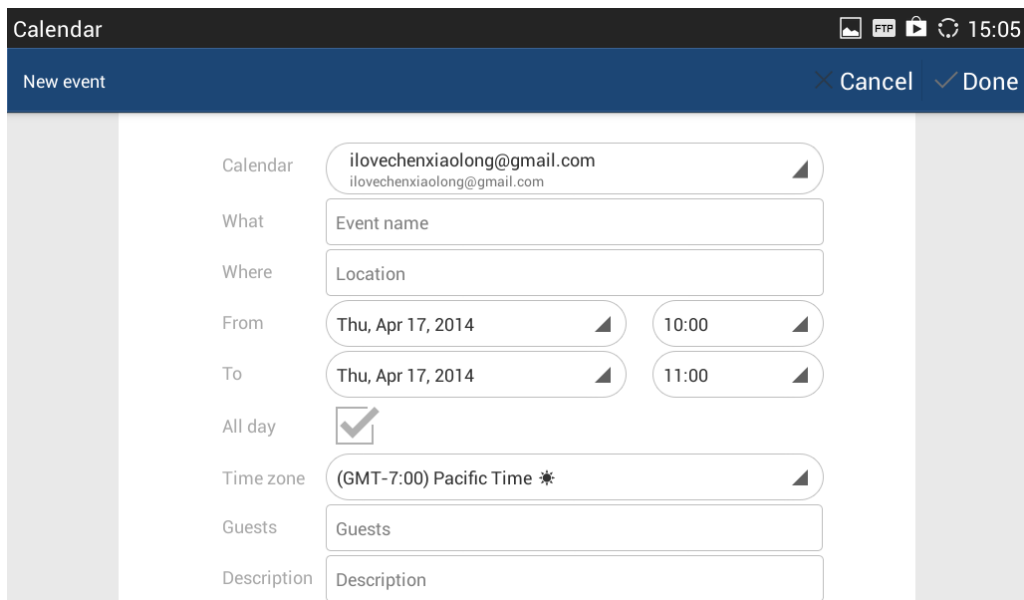 Calendar
FTP 15:05
New event
Cancel Done
Calendar ilovechenxiaolong@gmail.com
ilovechenxiaolong@gmail.com
What Event name
Where Location
From Thu, Apr 17, 2014 10:00
To Thu, Apr 17, 2014 11:00
All day
Time zone (GMT-7:00) Pacific Time ☀
Guests Guests
Description Description